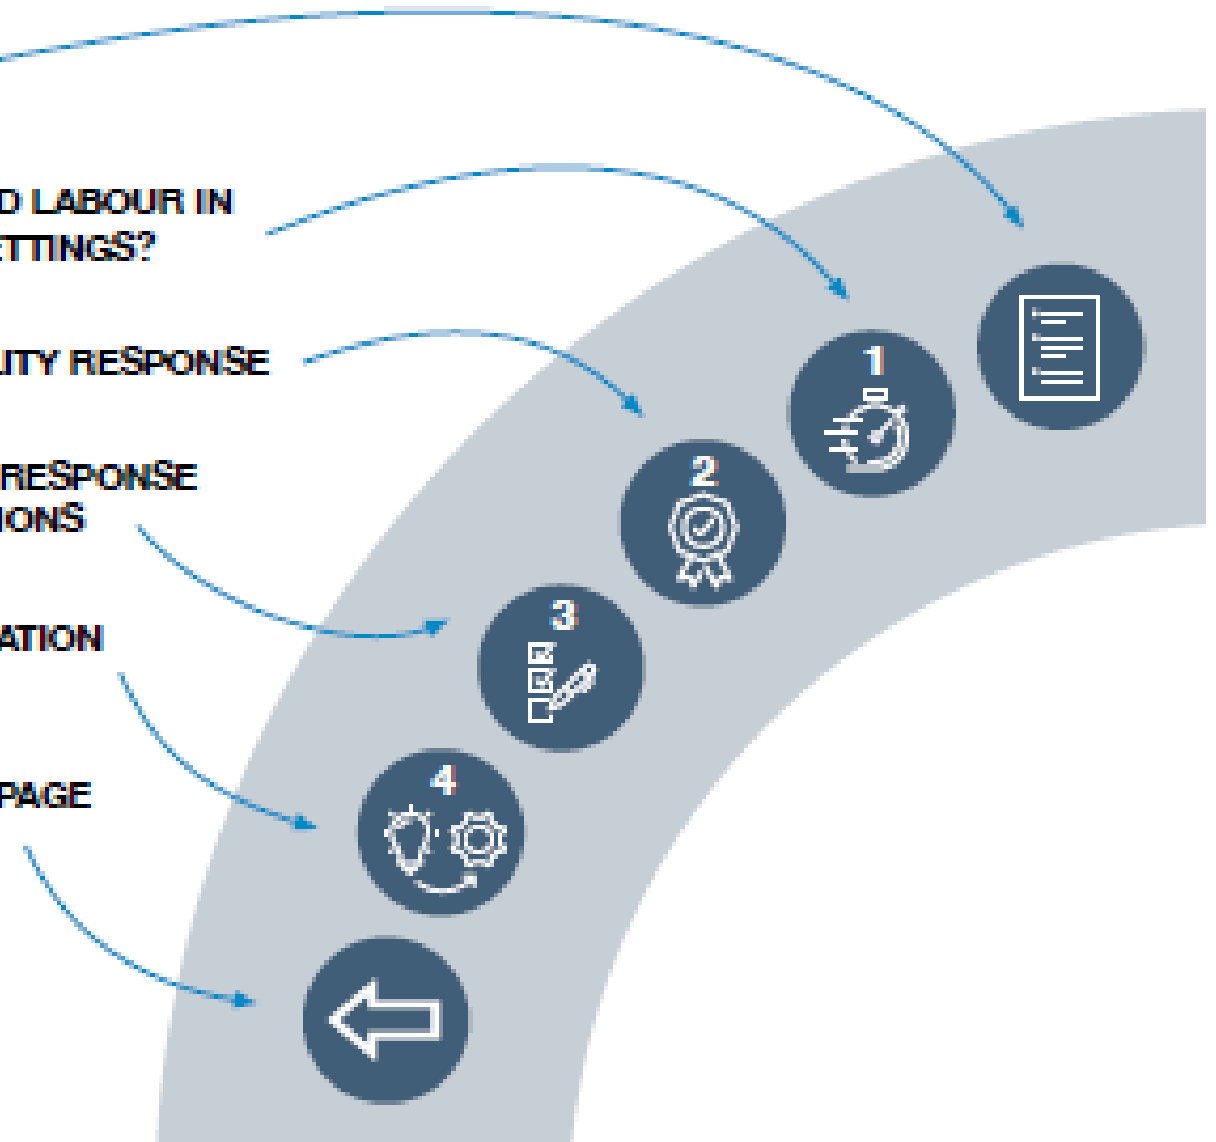 D LABOUR IN
ETTINGS?
LITY RESPONSE
RESPONSE
IONS
ATION
PAGE
1
2
3
4